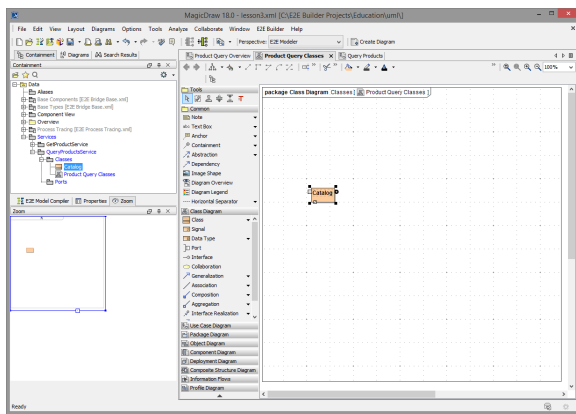 MagicDraw 18.0 - lesson3.xml [C:\E2E Builder Projects\Education\uml\]
File Edit View Layout Diagrams Options Tools Analyze Collaborate Window E2E Builder Help
Perspective: E2E Modeler
Create Diagram
Containment Diagrams Search Results
Product Query Overview Product Query Classes Query Products
Containment
100%
Data
Aliases
Base Components [E2E Bridge Base.xml]
Base Types [E2E Bridge Base.xml]
Component View
Overview
Process Tracing [E2E Process Tracing.xml]
Services
GetProductService
QueryProductsService
Classes
Catalog
Product Query Classes
Ports
E2E Model Compiler Properties Zoom
Zoom
Tools
Common
Note
Text Box
Anchor
Containment
Abstraction
Dependency
Image Shape
Diagram Overview
Diagram Legend
Horizontal Separator
Class Diagram
Class
Signal
Data Type
Port
Interface
Collaboration
Generalization
Association
Composition
Aggregation
Interface Realization
Use Case Diagram
Package Diagram
Object Diagram
Component Diagram
Deployment Diagram
Composite Structure Diagram
Information Flows
Profile Diagram
package Class Diagram Classes [ Product Query Classes ]
Catalog
Ready